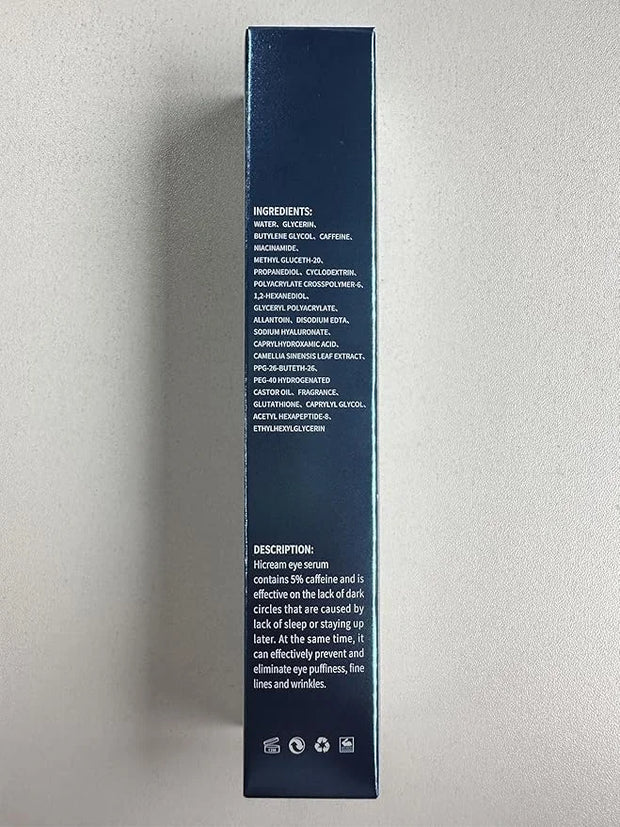 INGREDIENTS:
WATER、GLYCERIN、
BUTYLENE GLYCOL、CAFFEINE、
NIACINAMIDE、
METHYL GLUCETH-20、
PROPANEDIOL、CYCLODEXTRIN、
POLYACRYLATE CROSSPOLYMER-6、
1,2-HEXANEDIOL、
GLYCERYL POLYACRYLATE、
ALLANTOIN、DISODIUM EDTA、
SODIUM HYALURONATE、
CAPRYLHYDROXAMIC ACID、
CAMELLIA SINENSIS LEAF EXTRACT、
PPG-26-BUTETH-26、
PEG-40 HYDROGENATED
CASTOR OIL、FRAGRANCE、
GLUTATHIONE、CAPRYLYL GLYCOL、
ACETYL HEXAPEPTIDE-8、
ETHYLHEXYLGLYCERIN
DESCRIPTION:
Hicream eye serum
contains 5% caffeine and is
effective on the lack of dark
circles that are caused by
lack of sleep or staying up
later. At the same time, it
can effectively prevent and
eliminate eye puffiness, fine
lines and wrinkles.